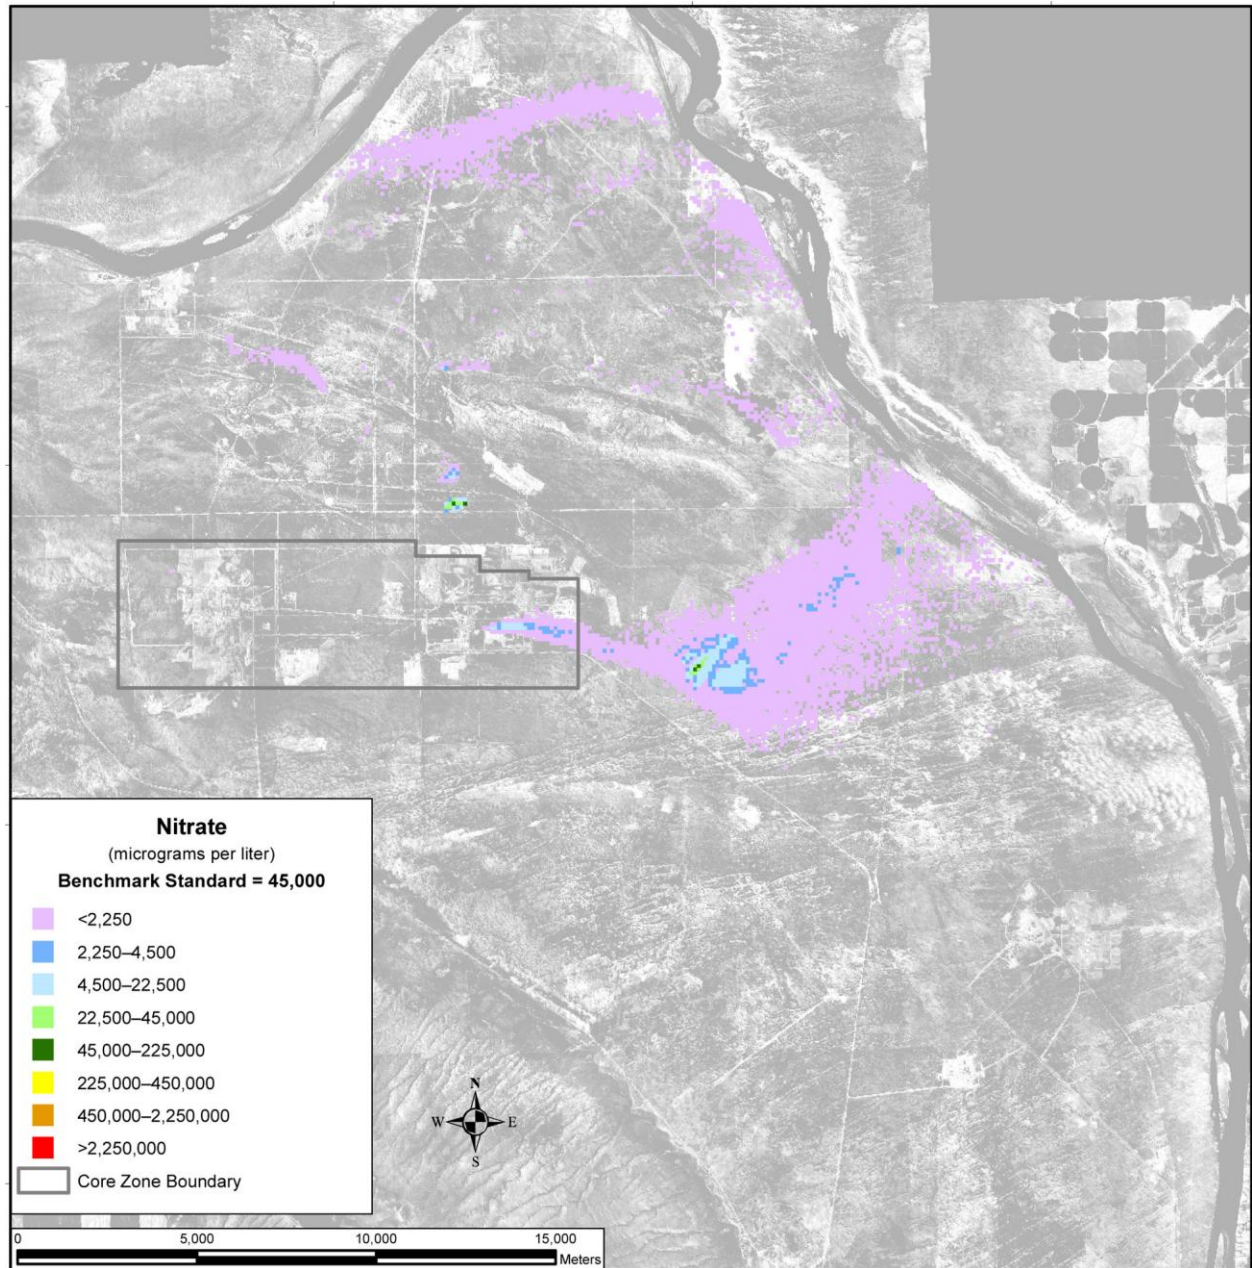 Nitrate
(micrograms per liter)
Benchmark Standard = 45,000
<2,250
2,250–4,500
4,500–22,500
22,500–45,000
45,000–225,000
225,000–450,000
450,000–2,250,000
>2,250,000
Core Zone Boundary
N
W E
S
0 5,000 10,000 15,000
Meters